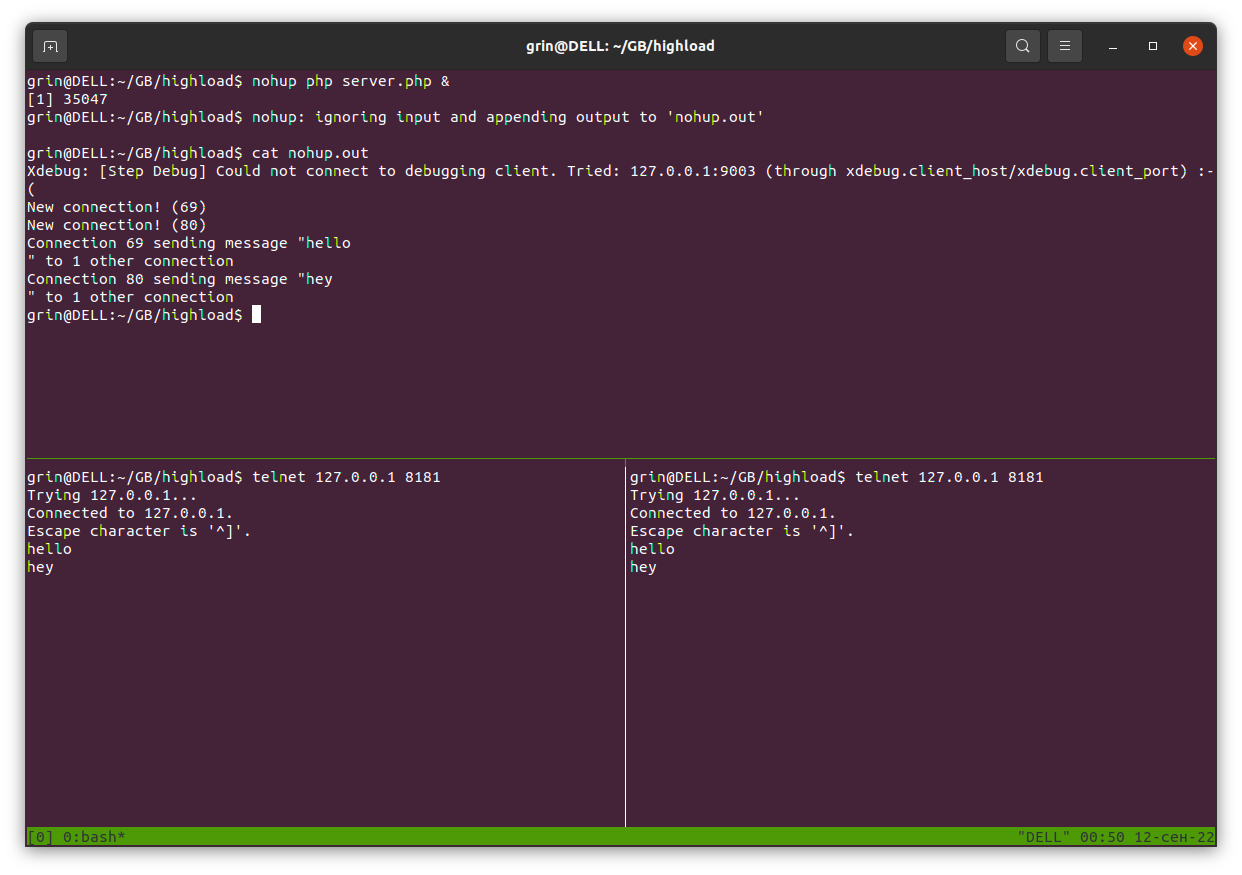 grin@DELL: ~/GB/highload
grin@DELL:~/GB/highload$ nohup php server.php &
[1] 35047
grin@DELL:~/GB/highload$ nohup: ignoring input and appending output to 'nohup.out'
grin@DELL:~/GB/highload$ cat nohup.out
Xdebug: [Step Debug] Could not connect to debugging client. Tried: 127.0.0.1:9003 (through xdebug.client_host/xdebug.client_port) :-
(
New connection! (69)
New connection! (80)
Connection 69 sending message "hello
" to 1 other connection
Connection 80 sending message "hey
" to 1 other connection
grin@DELL:~/GB/highload$
grin@DELL:~/GB/highload$ telnet 127.0.0.1 8181
Trying 127.0.0.1...
Connected to 127.0.0.1.
Escape character is '^]'.
hello
hey
grin@DELL:~/GB/highload$ telnet 127.0.0.1 8181
Trying 127.0.0.1...
Connected to 127.0.0.1.
Escape character is '^]'.
hello
hey
[0] 0:bash*
"DELL" 00:50 12-сен-22